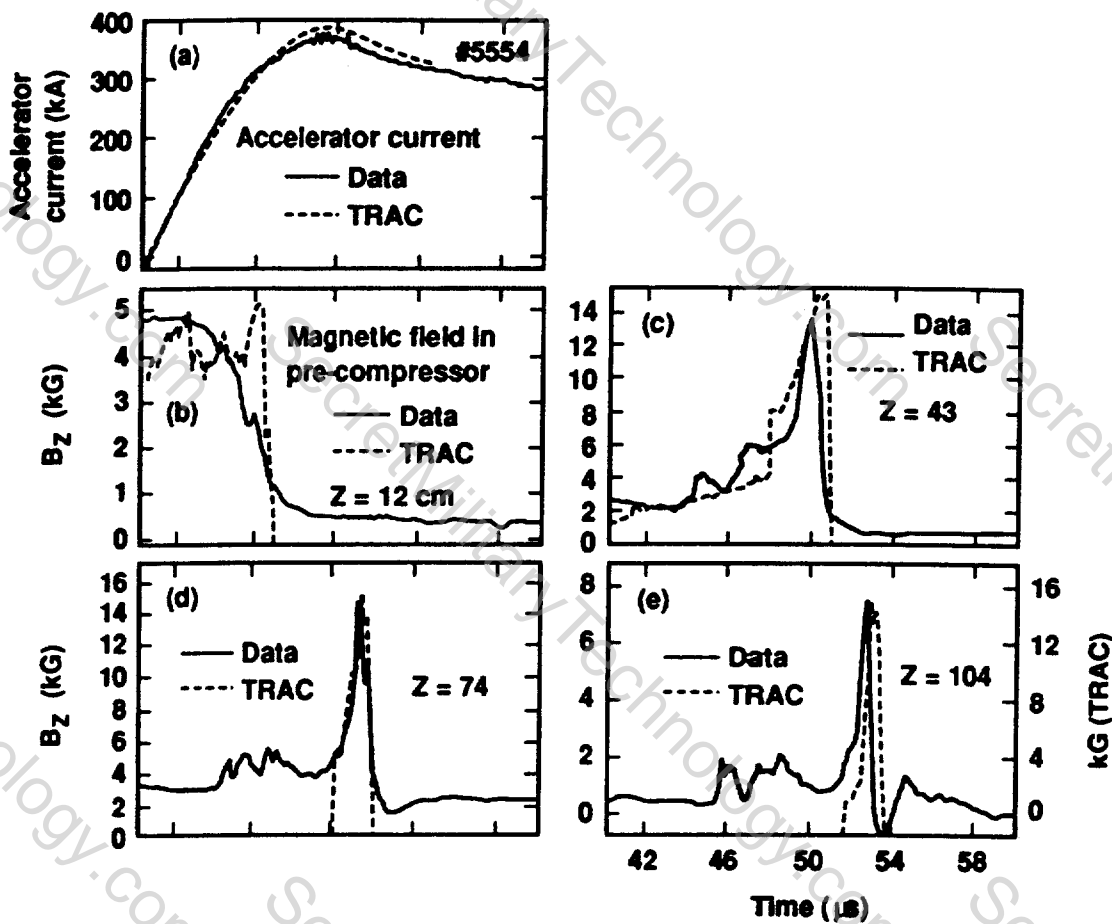 400
300
200
100
0
Accelerator
current (kA)
(a)
#5554
Accelerator current
Data
TRAC
5
4
3
2
1
0
B_Z (kG)
(b)
Magnetic field in
pre-compressor
Data
TRAC
Z = 12 cm
14
12
10
8
6
4
2
0
(c)
Data
TRAC
Z = 43
16
14
12
10
8
6
4
2
0
B_Z (kG)
(d)
Data
TRAC
Z = 74
8
6
4
2
0
(e)
Data
TRAC
Z = 104
16
12
8
4
0
kG (TRAC)
42 46 50 54 58
Time (μs)
SecretMilitaryTechnology.com